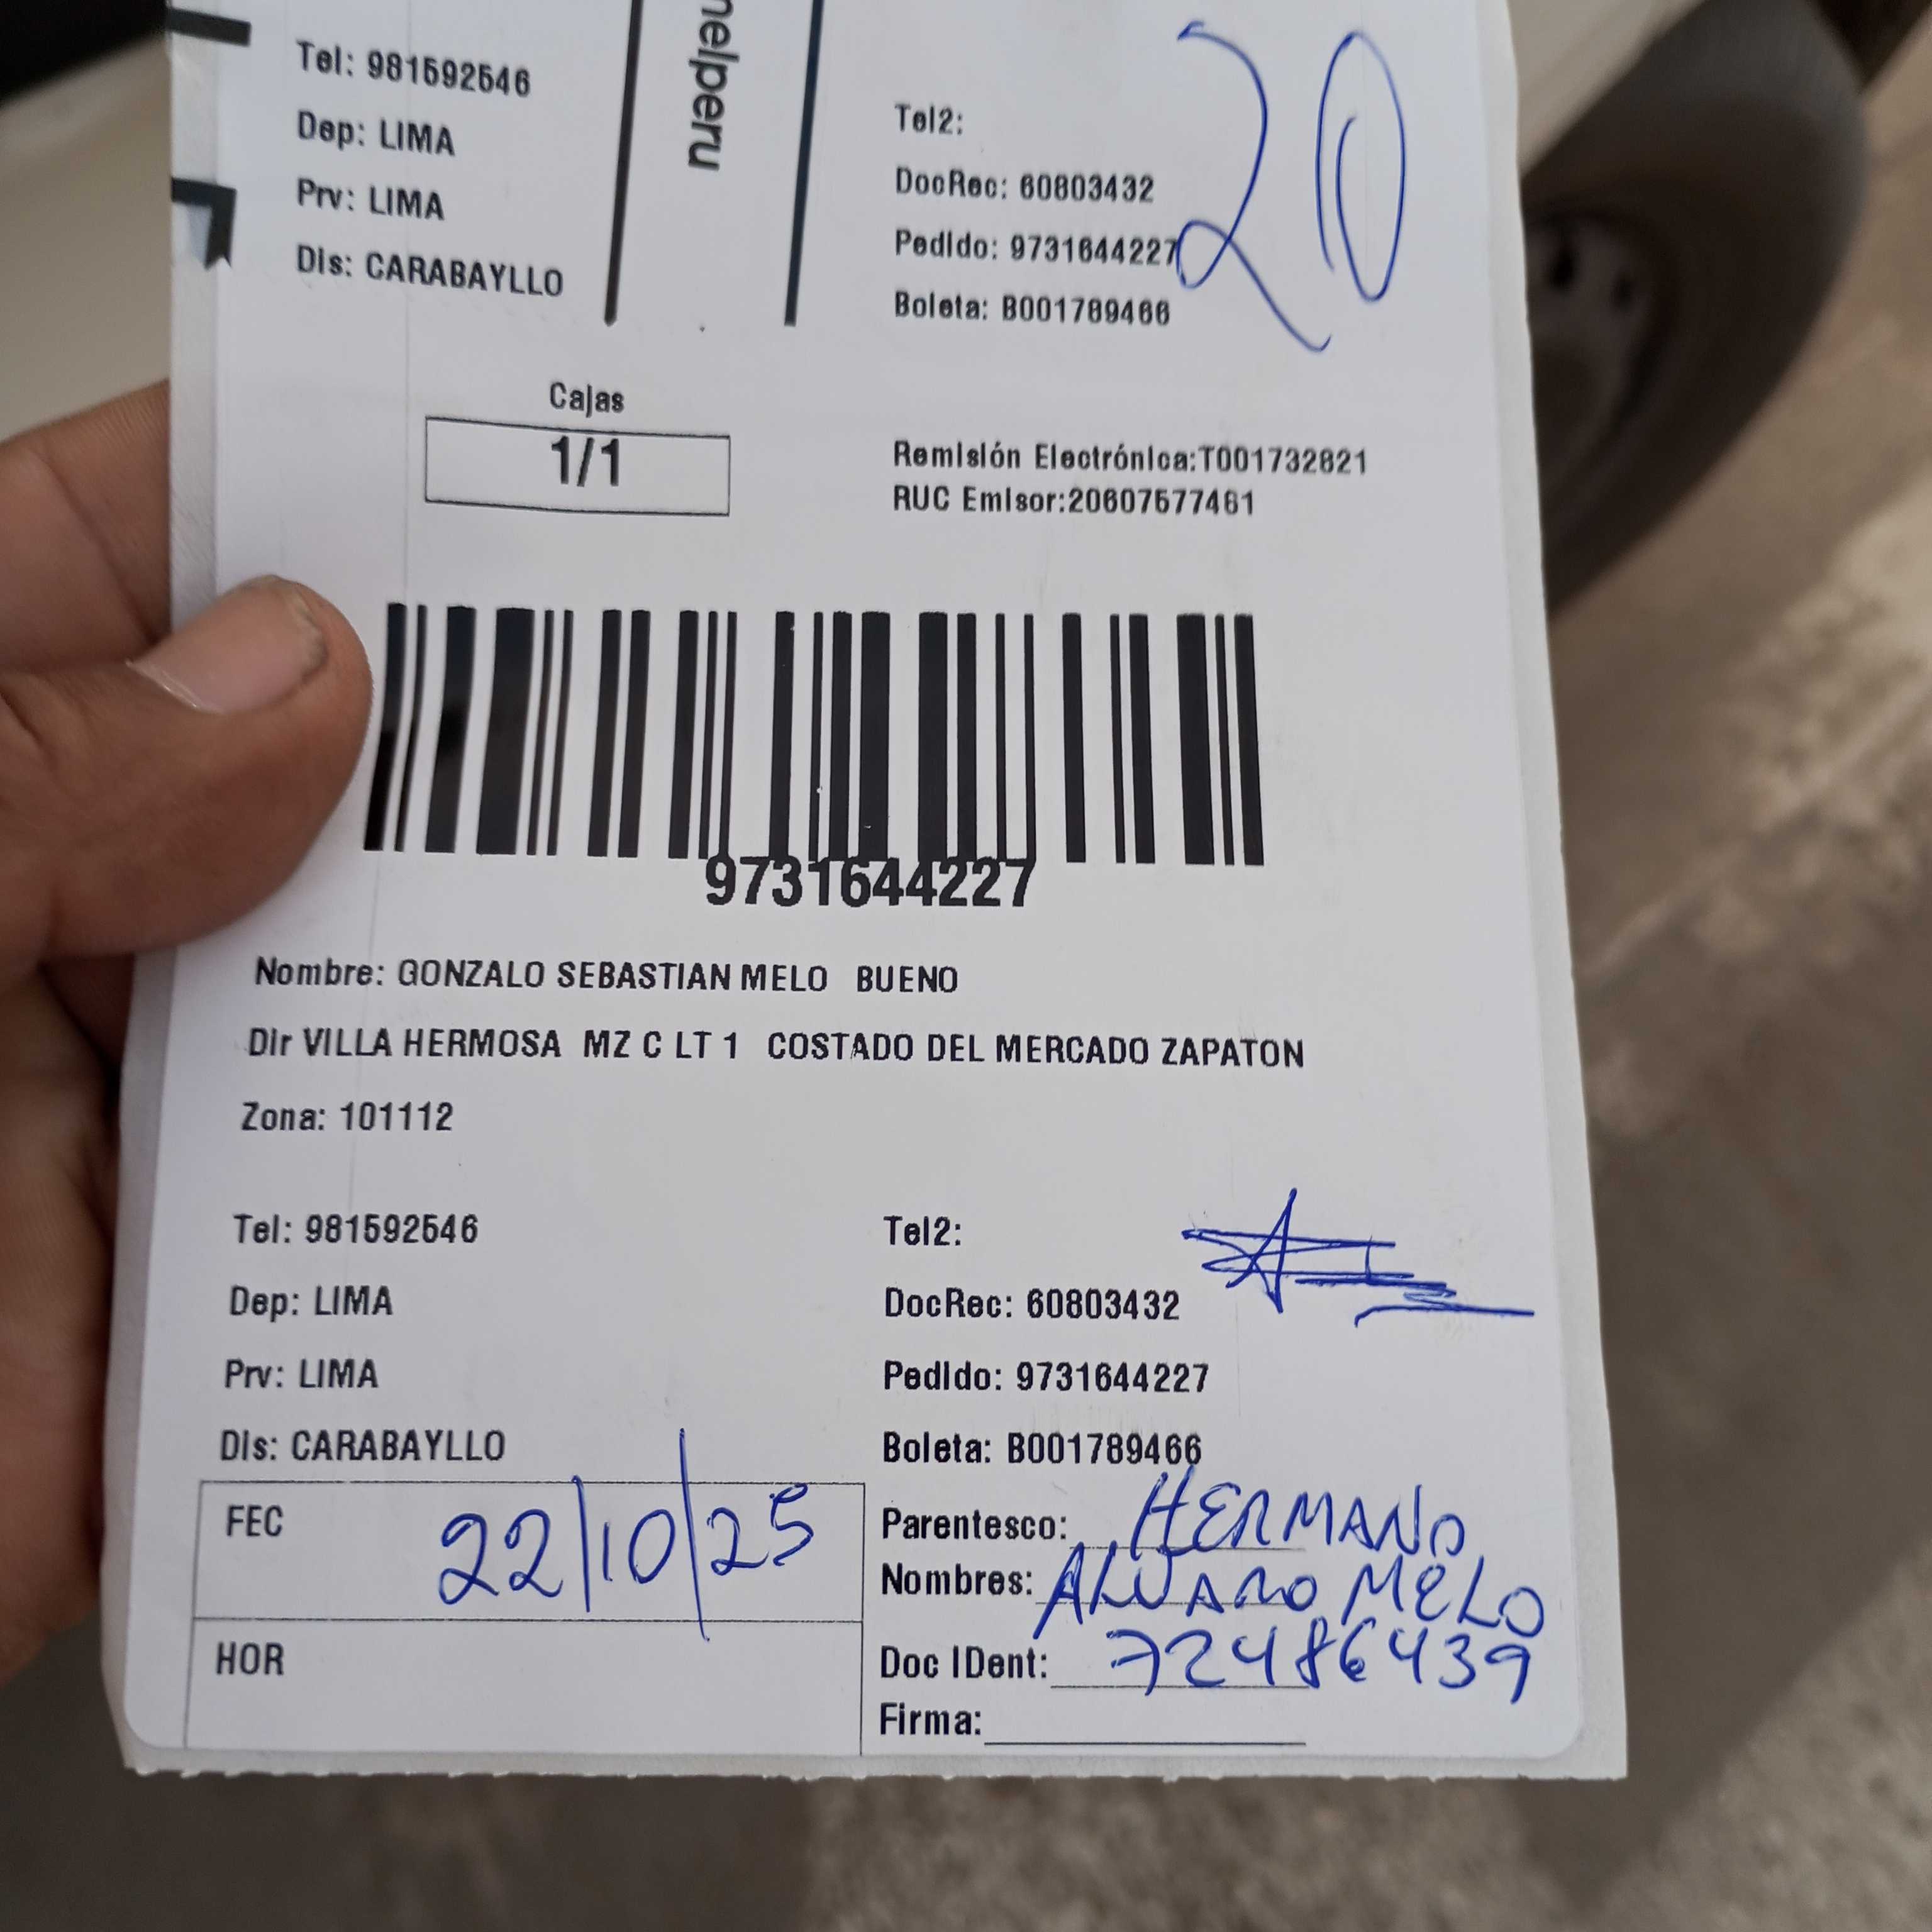 Tel: 981592546
Dep: LIMA
Prv: LIMA
Dis: CARABAYLLO
nelperu
Tel2:
DocRec: 60803432
Pedido: 9731644227
Boleta: B001789466
20
Cajas
1/1
Remisión Electrónica:T001732821
RUC Emisor:20607577461
9731644227
Nombre: GONZALO SEBASTIAN MELO BUENO
Dir VILLA HERMOSA MZ C LT 1 COSTADO DEL MERCADO ZAPATON
Zona: 101112
Tel: 981592546
Dep: LIMA
Prv: LIMA
Dis: CARABAYLLO
Tel2:
DocRec: 60803432
Pedido: 9731644227
Boleta: B001789466
FEC 22/10/25
HOR
Parentesco: HERMANO
Nombres: ALVARO MELO
Doc IDent: 72486439
Firma: